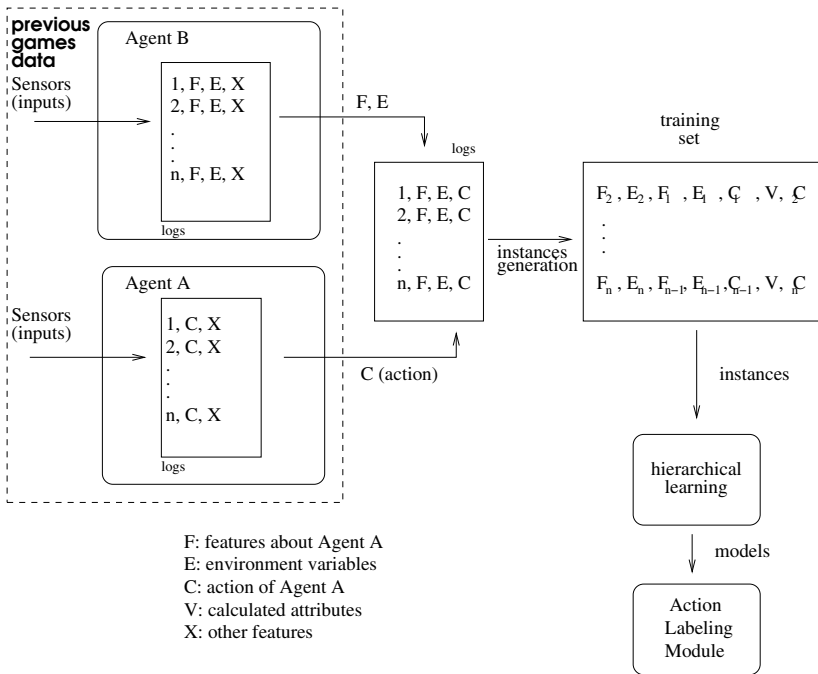 previous
games
data
Agent B
Sensors
(inputs)
1, F, E, X
2, F, E, X
.
.
.
n, F, E, X
logs
F, E
Agent A
Sensors
(inputs)
1, C, X
2, C, X
.
.
.
n, C, X
logs
C (action)
logs
1, F, E, C
2, F, E, C
.
.
.
n, F, E, C
instances
generación
training
set
F2 , E2 , F1 , E1 , C1 , V, C2
.
.
.
Fn , En , Fn−1, En−1 , Cn−1 , V, Cn
instances
hierarchical
learning
models
Action
Labeling
Module
F: features about Agent A
E: environment variables
C: action of Agent A
V: calculated attributes
X: other features